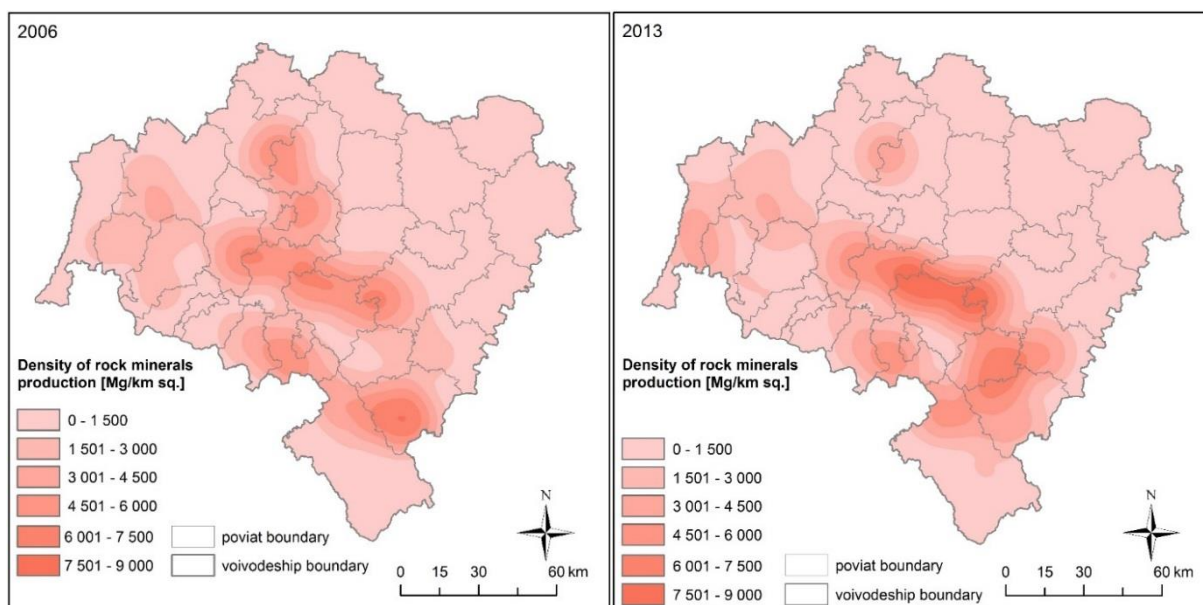 2006
Density of rock minerals
production [Mg/km sq.]
0 - 1 500
1 501 - 3 000
3 001 - 4 500
4 501 - 6 000
6 001 - 7 500
7 501 - 9 000
poviat boundary
voivodeship boundary
N
0 15 30 60 km
2013
Density of rock minerals
production [Mg/km sq.]
0 - 1 500
1 501 - 3 000
3 001 - 4 500
4 501 - 6 000
6 001 - 7 500
7 501 - 9 000
poviat boundary
voivodeship boundary
N
0 15 30 60 km